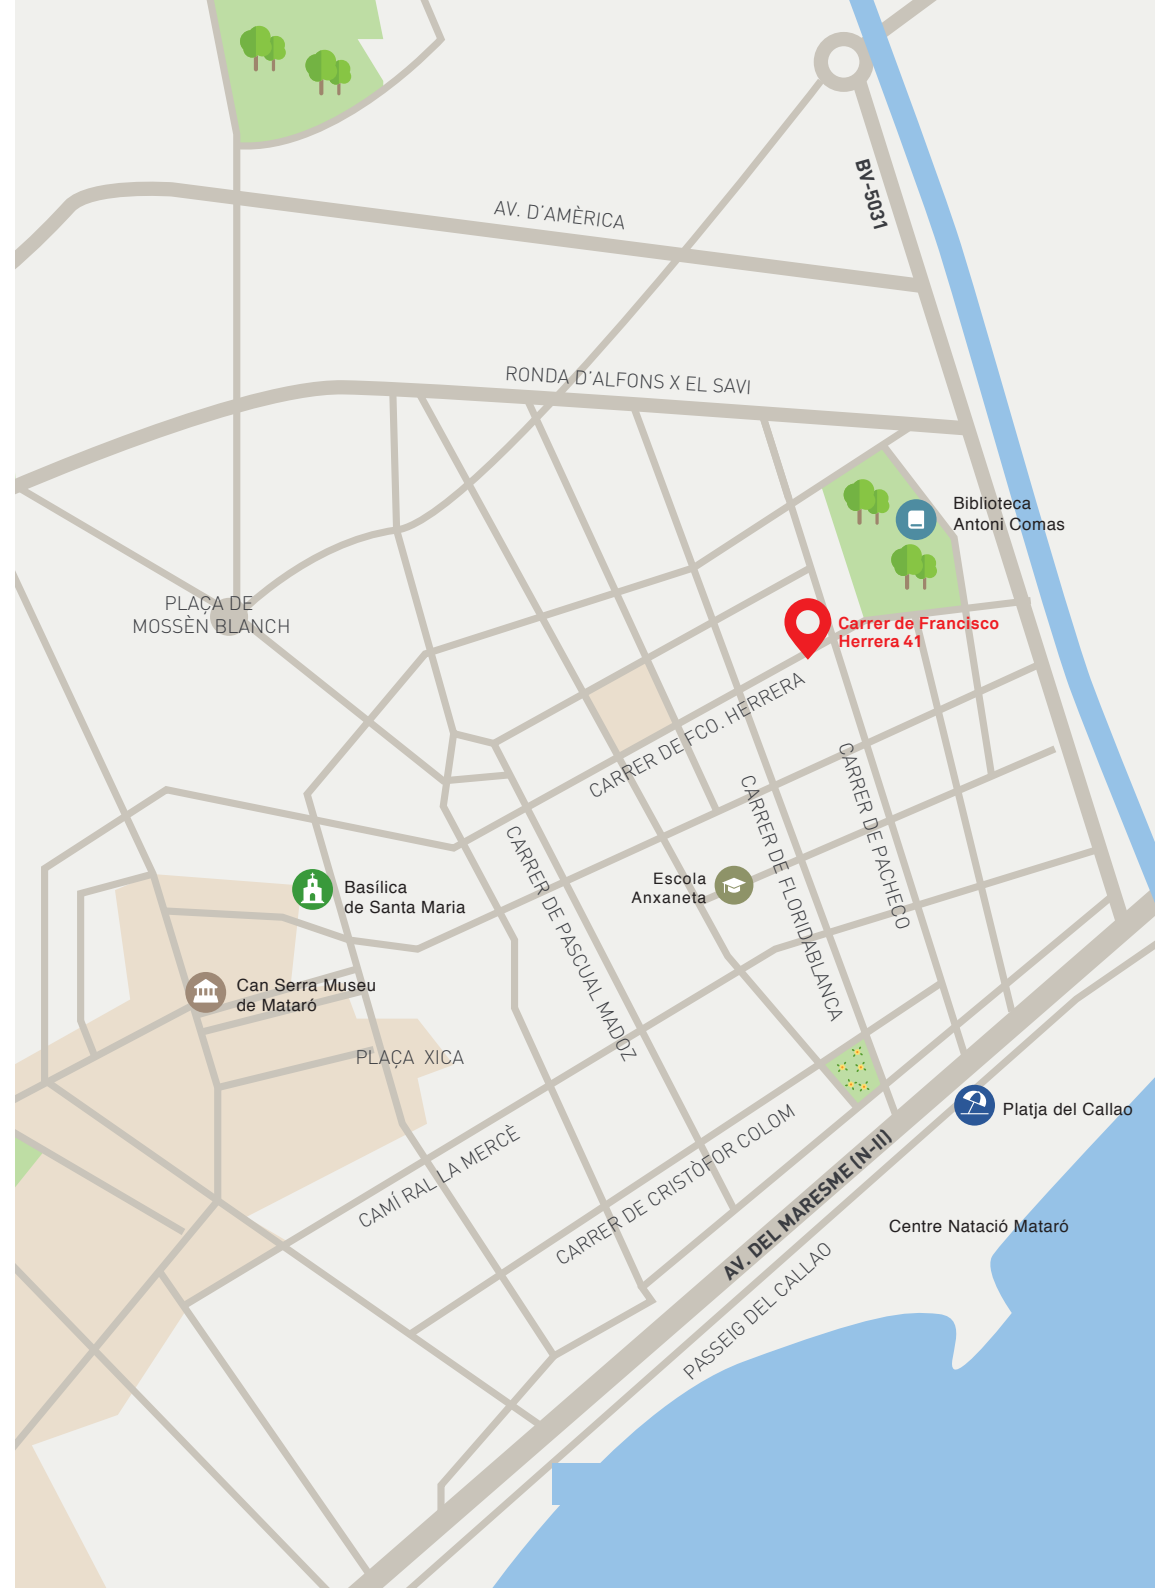 BV-5031
AV. D'AMÈRICA
RONDA D'ALFONS X EL SAVI
Biblioteca
Antoni Comas
PLAÇA DE
MOSSÈN BLANCH
Carrer de Francisco
Herrera 41
CARRER DE FCO. HERRERA
CARRER DE PACHECO
CARRER DE FLORIDABLANCA
CARRER DE PASCUAL MADOZ
Escola
Anxaneta
Basílica
de Santa Maria
Can Serra Museu
de Mataró
PLAÇA XICA
Platja del Callao
CAMÍ RAL LA MERCÈ
CARRER DE CRISTÒFOR COLOM
AV. DEL MARESME (N-II)
Centre Natació Mataró
PASSEIG DEL CALLAO